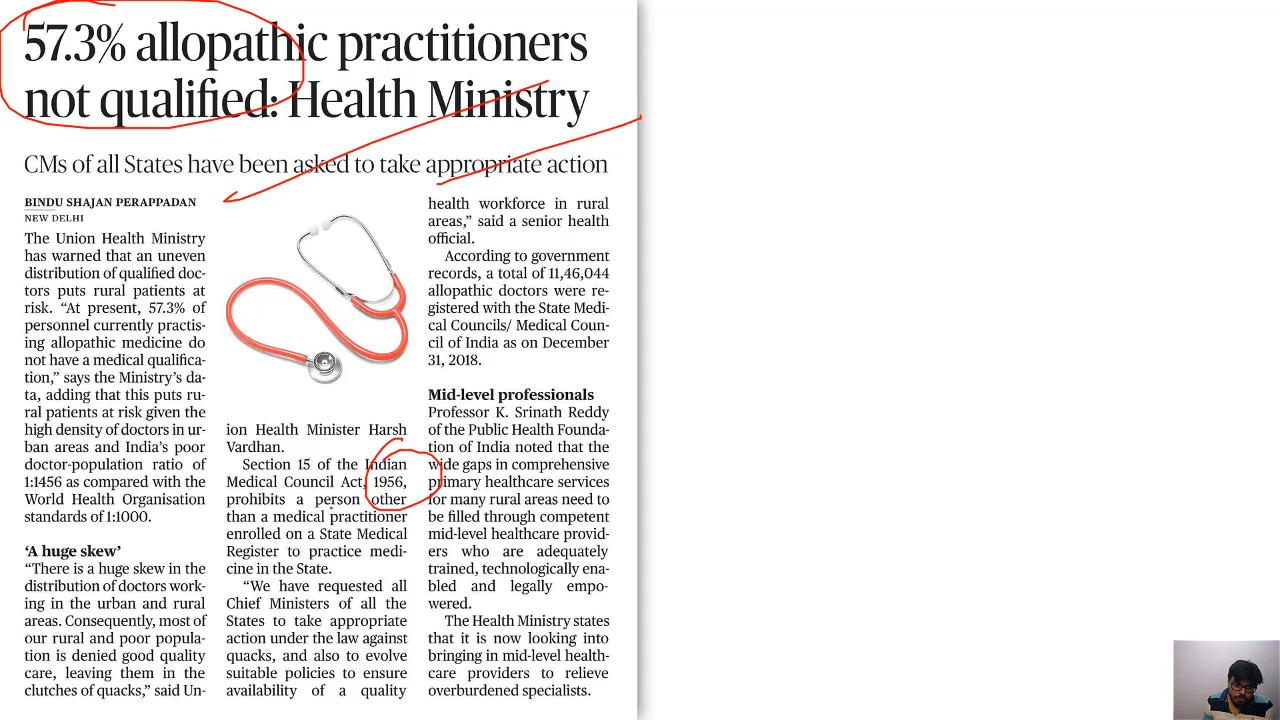 57.3% allopathic practitioners
not qualified: Health Ministry
CMs of all States have been asked to take appropriate action
BINDU SHAJAN PERAPPADAN
NEW DELHI
The Union Health Ministry
has warned that an uneven
distribution of qualified doc-
tors puts rural patients at
risk. “At present, 57.3% of
personnel currently practis-
ing allopathic medicine do
not have a medical qualifica-
tion,” says the Ministry’s da-
ta, adding that this puts ru-
ral patients at risk given the
high density of doctors in ur-
ban areas and India’s poor
doctor-population ratio of
1:1456 as compared with the
World Health Organisation
standards of 1:1000.
‘A huge skew’
“There is a huge skew in the
distribution of doctors work-
ing in the urban and rural
areas. Consequently, most of
our rural and poor popula-
tion is denied good quality
care, leaving them in the
clutches of quacks,” said Un-
ion Health Minister Harsh
Vardhan.
Section 15 of the Indian
Medical Council Act, 1956,
prohibits a person other
than a medical practitioner
enrolled on a State Medical
Register to practice medi-
cine in the State.
“We have requested all
Chief Ministers of all the
States to take appropriate
action under the law against
quacks, and also to evolve
suitable policies to ensure
availability of a quality
health workforce in rural
areas,” said a senior health
official.
According to government
records, a total of 11,46,044
allopathic doctors were re-
gistered with the State Medi-
cal Councils/ Medical Coun-
cil of India as on December
31, 2018.
Mid-level professionals
Professor K. Srinath Reddy
of the Public Health Founda-
tion of India noted that the
wide gaps in comprehensive
primary healthcare services
for many rural areas need to
be filled through competent
mid-level healthcare provid-
ers who are adequately
trained, technologically ena-
bled and legally empo-
wered.
The Health Ministry states
that it is now looking into
bringing in mid-level health-
care providers to relieve
overburdened specialists.